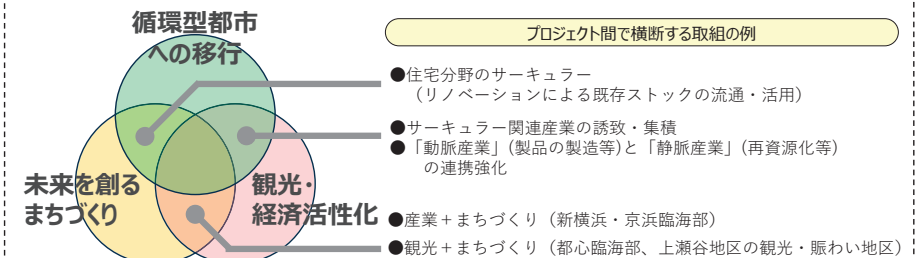 循環型都市
への移行
未来を創る
まちづくり
観光・
経済活性化
プロジェクト間で横断する取組の例
●住宅分野のサーキュラー
（リノベーションによる既存ストックの流通・活用）
●サーキュラー関連産業の誘致・集積
●「動脈産業」(製品の製造等)と「静脈産業」(再資源化等)
の連携強化
●産業＋まちづくり（新横浜・京浜臨海部）
●観光＋まちづくり（都心臨海部、上瀬谷地区の観光・賑わい地区）